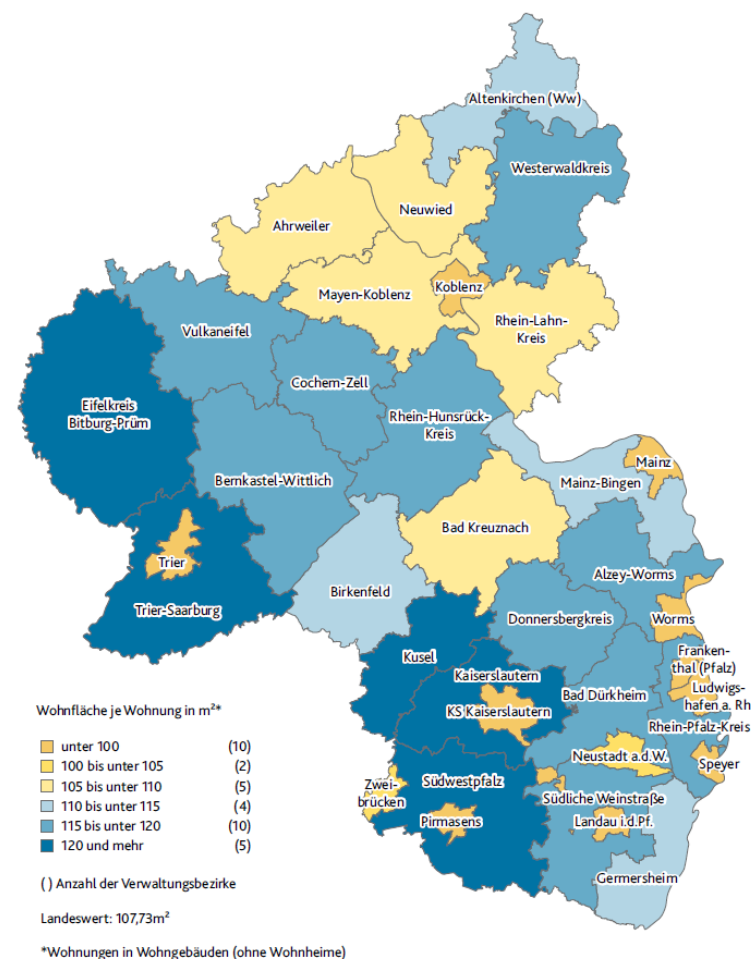 Altenkirchen (Ww)
Westerwaldkreis
Neuwied
Ahrweiler
Koblenz
Mayen-Koblenz
Rhein-Lahn-
Kreis
Vulkaneifel
Cochem-Zell
Eifelkreis
Bitburg-Prüm
Rhein-Hunsrück-
Kreis
Mainz
Bernkastel-Wittlich
Mainz-Bingen
Bad Kreuznach
Trier
Alzey-Worms
Birkenfeld
Trier-Saarburg
Donnersbergkreis
Worms
Kusel
Franken-
thal (Pfalz)
Kaiserslautern
Ludwigs-
hafen a. Rh
Bad Dürkheim
KS Kaiserslautern
Rhein-Pfalz-Kreis
Neustadt a.d.W.
Speyer
Zwei-
brücken
Südwestpfalz
Südliche Weinstraße
Pirmasens
Landau i.d.Pf.
Germersheim
Wohnfläche je Wohnung in m²*
unter 100 (10)
100 bis unter 105 (2)
105 bis unter 110 (5)
110 bis unter 115 (4)
115 bis unter 120 (10)
120 und mehr (5)
( ) Anzahl der Verwaltungsbezirke
Landeswert: 107,73m²
*Wohnungen in Wohngebäuden (ohne Wohnheime)